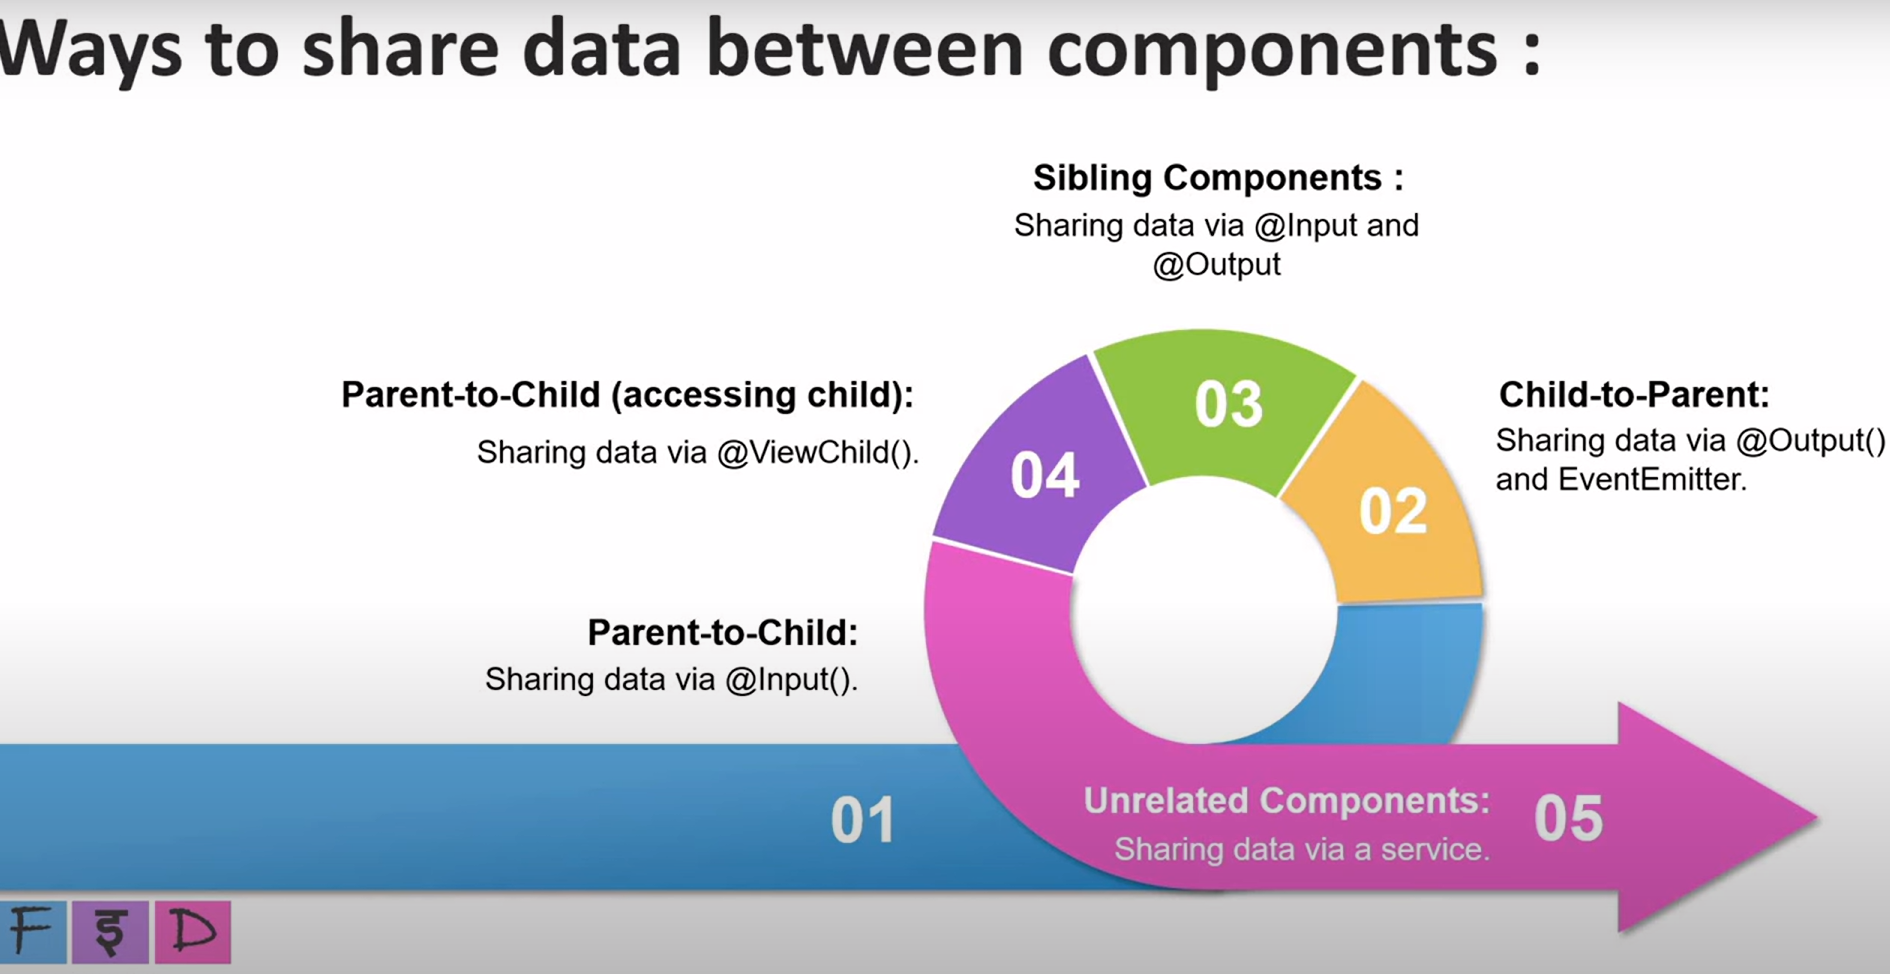 Ways to share data between components :
Sibling Components :
Sharing data via @Input and
@Output
Parent-to-Child (accessing child):
Sharing data via @ViewChild().
Child-to-Parent:
Sharing data via @Output()
and EventEmitter.
03
04
02
Parent-to-Child:
Sharing data via @Input().
01
Unrelated Components:
Sharing data via a service.
05
F इ D